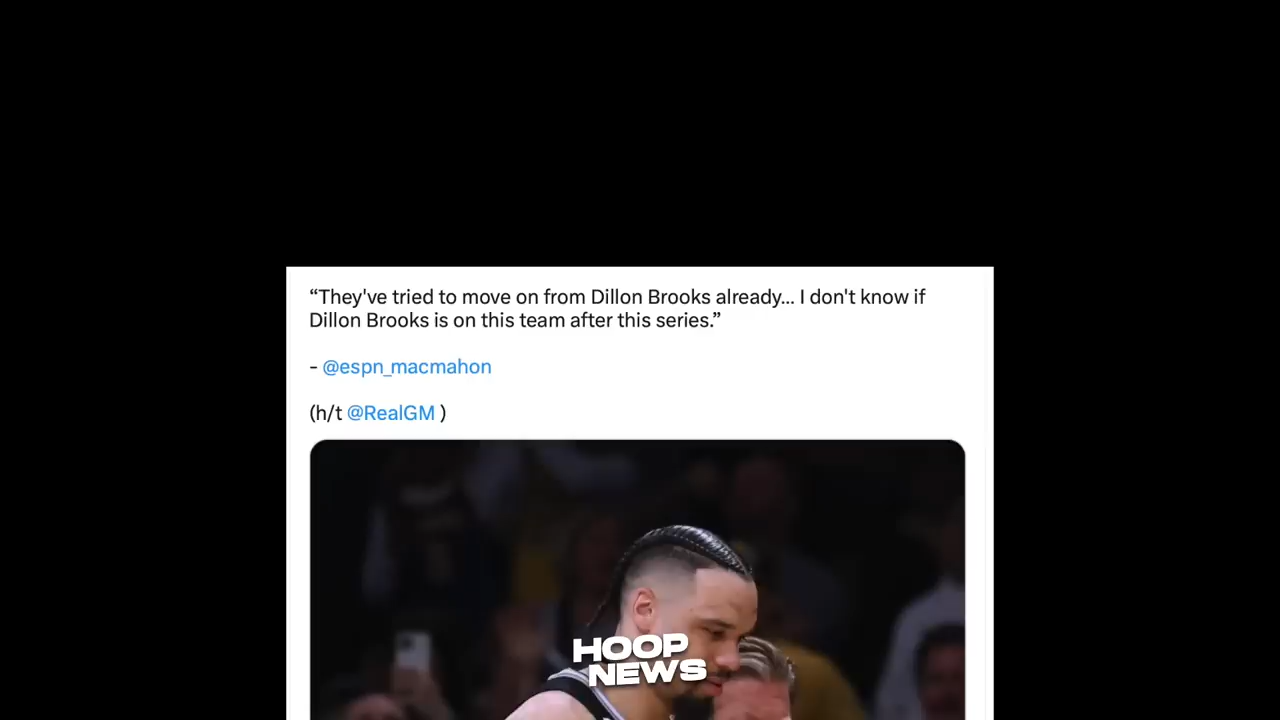 “They've tried to move on from Dillon Brooks already... I don't know if
Dillon Brooks is on this team after this series.”
- @espn_macmahon
(h/t @RealGM )
HOOP
NEWS